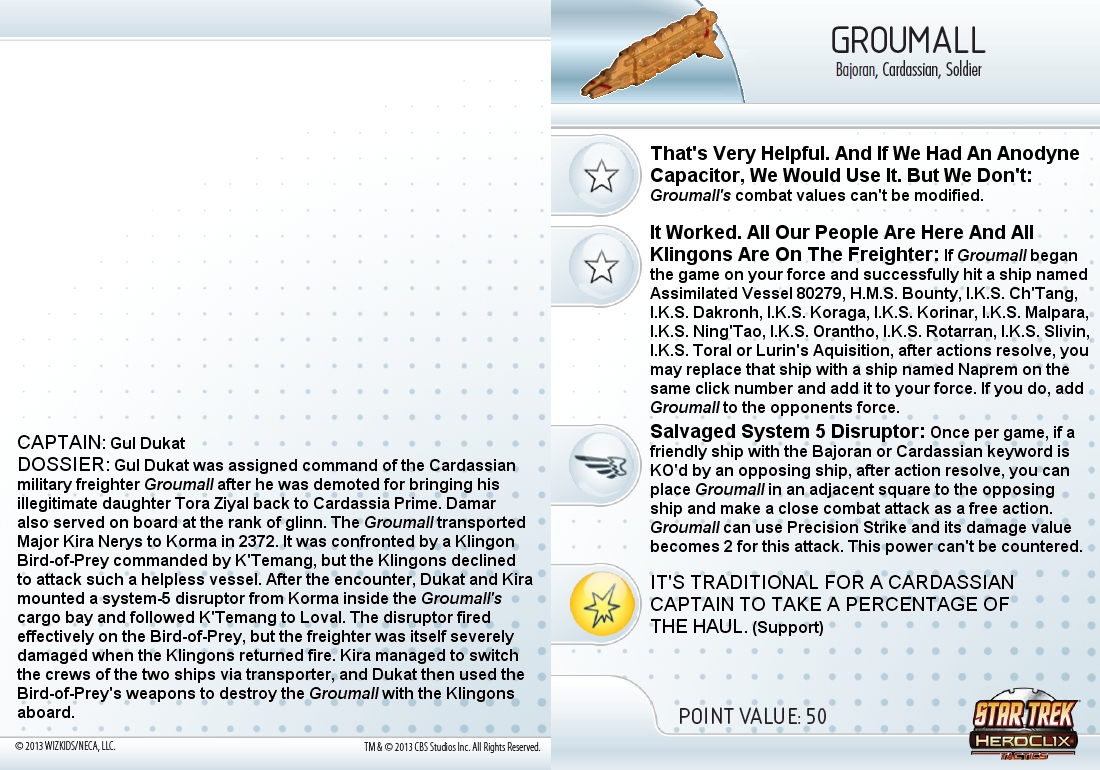 CAPTAIN: Gul Dukat
DOSSIER: Gul Dukat was assigned command of the Cardassian
military freighter Groumall after he was demoted for bringing his
illegitimate daughter Tora Ziyal back to Cardassia Prime. Damar
also served on board at the rank of glinn. The Groumall transported
Major Kira Nerys to Korma in 2372. It was confronted by a Klingon
Bird-of-Prey commanded by K'Temang, but the Klingons declined
to attack such a helpless vessel. After the encounter, Dukat and Kira
mounted a system-5 disruptor from Korma inside the Groumall's
cargo bay and followed K'Temang to Loval. The disruptor fired
effectively on the Bird-of-Prey, but the freighter was itself severely
damaged when the Klingons returned fire. Kira managed to switch
the crews of the two ships via transporter, and Dukat then used the
Bird-of-Prey's weapons to destroy the Groumall with the Klingons
aboard.
© 2013 WIZKIDS/NECA, LLC.
TM & © 2013 CBS Studios Inc. All Rights Reserved.
GROUMALL
Bajoran, Cardassian, Soldier
That's Very Helpful. And If We Had An Anodyne
Capacitor, We Would Use It. But We Don't:
Groumall's combat values can't be modified.
It Worked. All Our People Are Here And All
Klingons Are On The Freighter: If Groumall began
the game on your force and successfully hit a ship named
Assimilated Vessel 80279, H.M.S. Bounty, I.K.S. Ch'Tang,
I.K.S. Dakronh, I.K.S. Koraga, I.K.S. Korinar, I.K.S. Malpara,
I.K.S. Ning'Tao, I.K.S. Orantho, I.K.S. Rotarran, I.K.S. Slivin,
I.K.S. Toral or Lurin's Aquisition, after actions resolve, you
may replace that ship with a ship named Naprem on the
same click number and add it to your force. If you do, add
Groumall to the opponents force.
Salvaged System 5 Disruptor: Once per game, if a
friendly ship with the Bajoran or Cardassian keyword is
KO'd by an opposing ship, after action resolve, you can
place Groumall in an adjacent square to the opposing
ship and make a close combat attack as a free action.
Groumall can use Precision Strike and its damage value
becomes 2 for this attack. This power can't be countered.
IT'S TRADITIONAL FOR A CARDASSIAN
CAPTAIN TO TAKE A PERCENTAGE OF
THE HAUL. (Support)
POINT VALUE: 50
STAR TREK
HEROCLIX
TACTICS